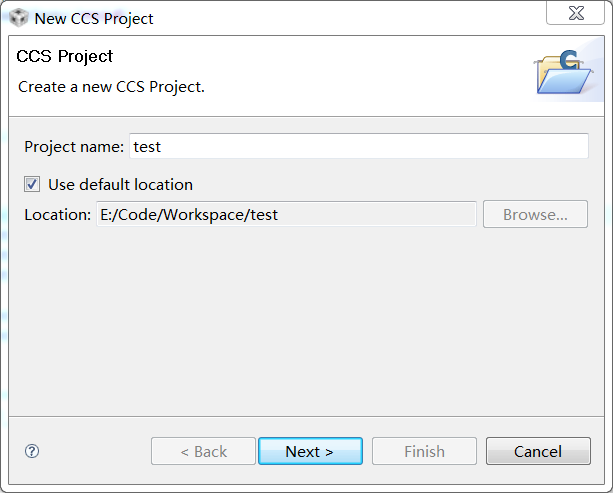 New CCS Project
CCS Project
Create a new CCS Project.
Project name: test
Use default location
Location: E:/Code/Workspace/test Browse...
? < Back Next > Finish Cancel